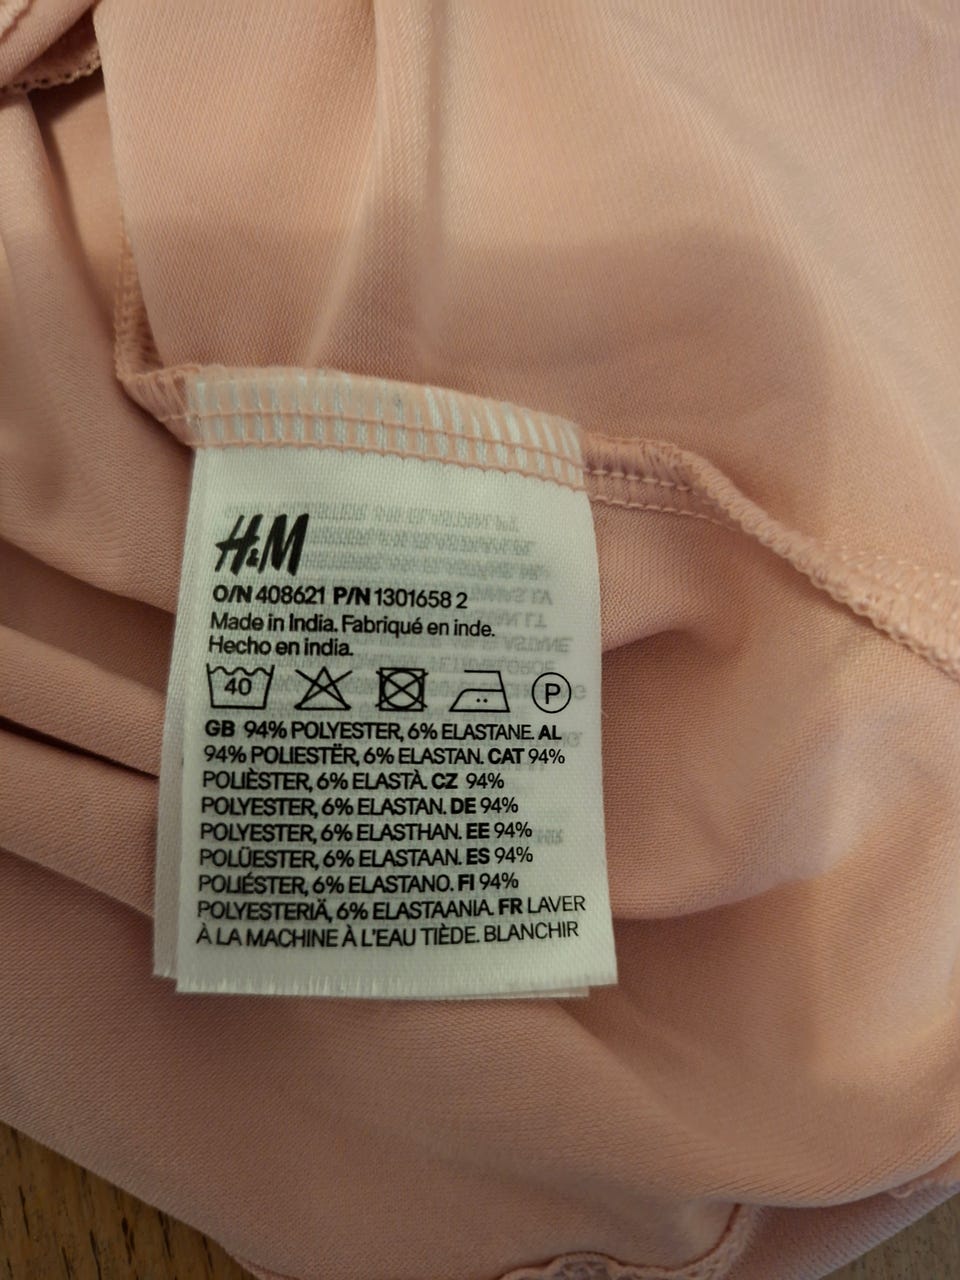 H&M
O/N 408621 P/N 1301658 2
Made in India. Fabriqué en inde.
Hecho en india.
40 P
GB 94% POLYESTER, 6% ELASTANE. AL
94% POLIESTËR, 6% ELASTAN. CAT 94%
POLIÈSTER, 6% ELASTÀ. CZ 94%
POLYESTER, 6% ELASTAN. DE 94%
POLYESTER, 6% ELASTHAN. EE 94%
POLÜESTER, 6% ELASTAAN. ES 94%
POLIÉSTER, 6% ELASTANO. FI 94%
POLYESTERIÄ, 6% ELASTAANIA. FR LAVER
À LA MACHINE À L'EAU TIÈDE. BLANCHIR